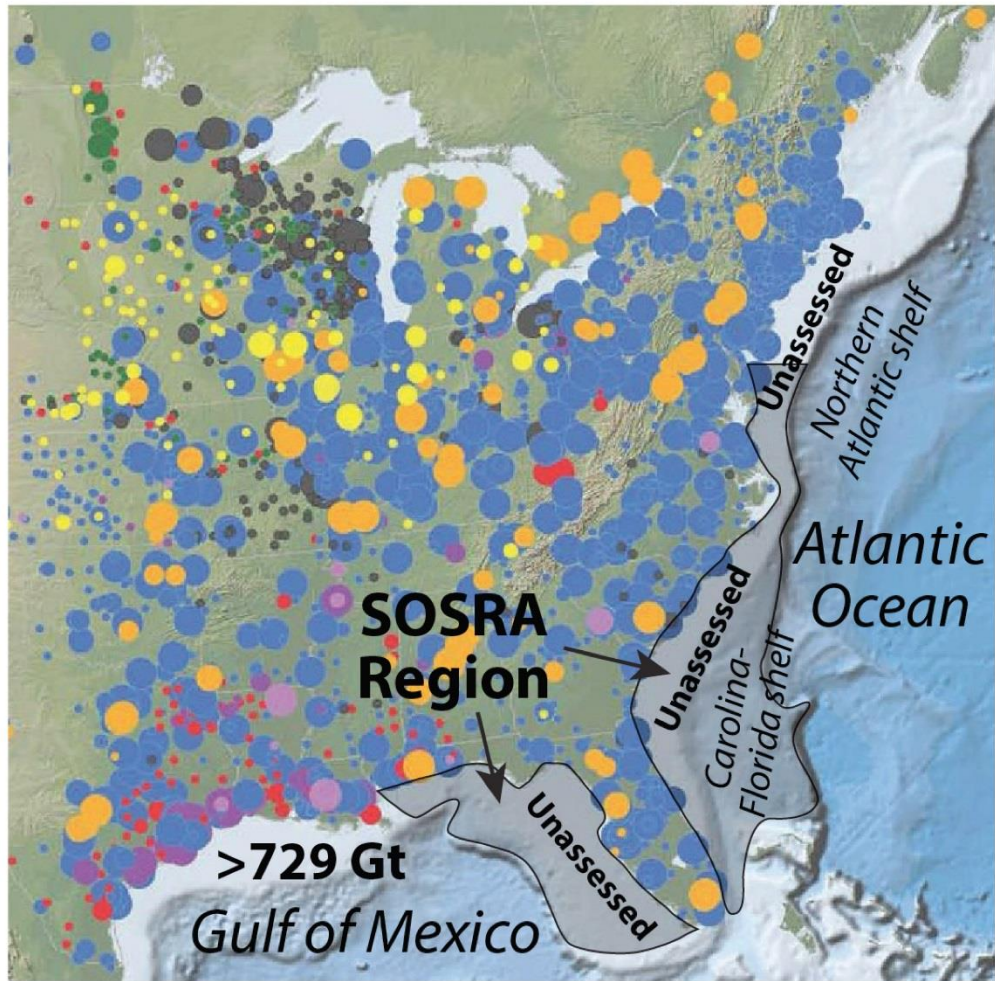 Unassessed
Northern
Atlantic shelf
Atlantic
Ocean
SOSRA
Region
Unassessed
Carolina-
Florida shelf
Unassessed
>729 Gt
Gulf of Mexico